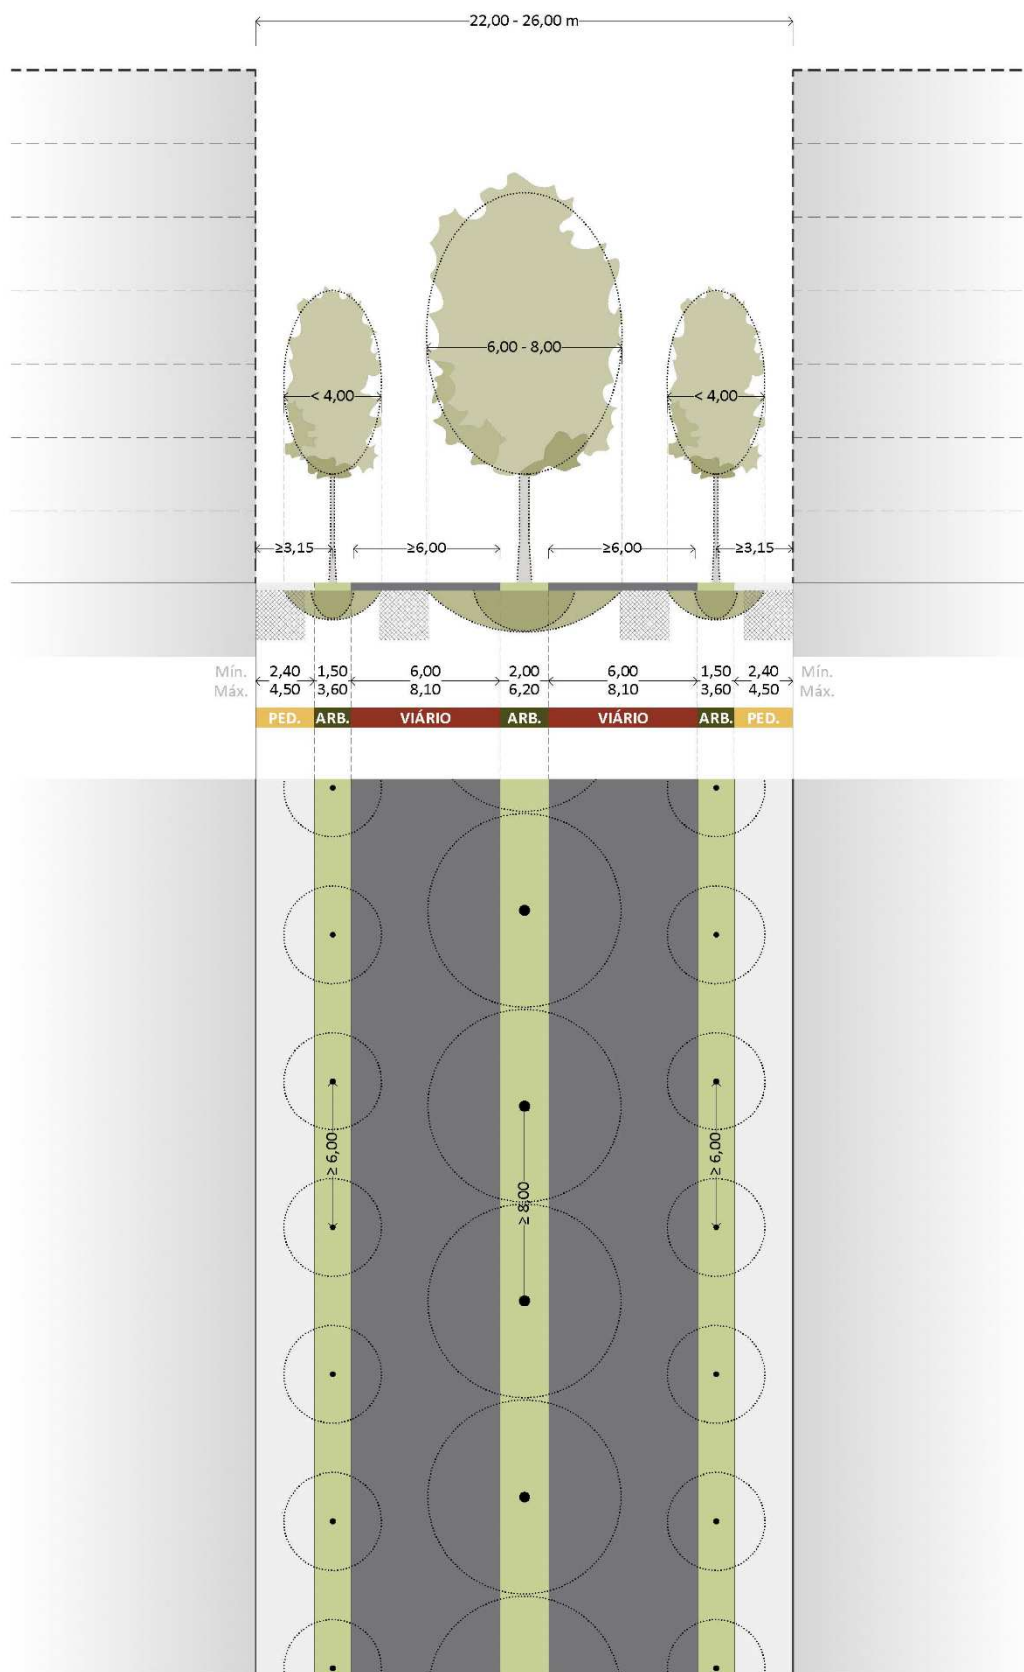 22,00 - 26,00 m
6,00 - 8,00
< 4,00
< 4,00
≥3,15
≥6,00
≥6,00
≥3,15
Mín. 2,40 1,50 6,00 2,00 6,00 1,50 2,40 Mín.
Máx. 4,50 3,60 8,10 6,20 8,10 3,60 4,50 Máx.
PED. ARB. VIÁRIO ARB. VIÁRIO ARB. PED.
≥ 6,00
≥ 8,00
≥ 6,00